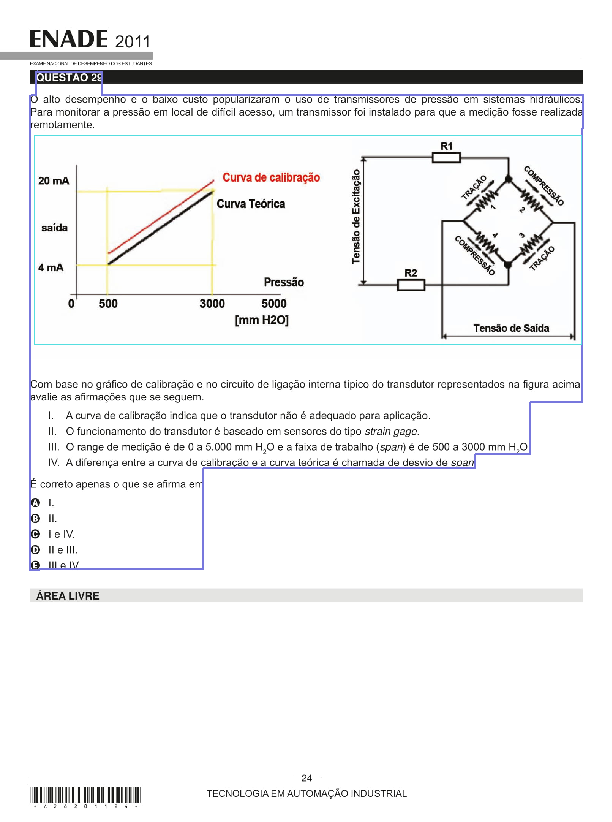 ENADE 2011
EXAME NACIONAL DE DESEMPENHO DOS ESTUDANTES
QUESTÃO 29
O alto desempenho e o baixo custo popularizaram o uso de transmissores de pressão em sistemas hidráulicos.
Para monitorar a pressão em local de difícil acesso, um transmissor foi instalado para que a medição fosse realizada
remotamente.
20 mA
saída
4 mA
Curva de calibração
Curva Teórica
Pressão
0 500 3000 5000
[mm H2O]
R1
Tensão de Excitação
R2
TRAÇÃO
COMPRESSÃO
1
2
4
3
COMPRESSÃO
TRAÇÃO
Tensão de Saída
Com base no gráfico de calibração e no circuito de ligação interna típico do transdutor representados na figura acima
avalie as afirmações que se seguem.
I. A curva de calibração indica que o transdutor não é adequado para aplicação.
II. O funcionamento do transdutor é baseado em sensores do tipo strain gage.
III. O range de medição é de 0 a 5.000 mm H2O e a faixa de trabalho (span) é de 500 a 3000 mm H2O
IV. A diferença entre a curva de calibração e a curva teórica é chamada de desvio de span
É correto apenas o que se afirma em
A I.
B II.
C I e IV.
D II e III.
E III e IV
ÁREA LIVRE
24
TECNOLOGIA EM AUTOMAÇÃO INDUSTRIAL